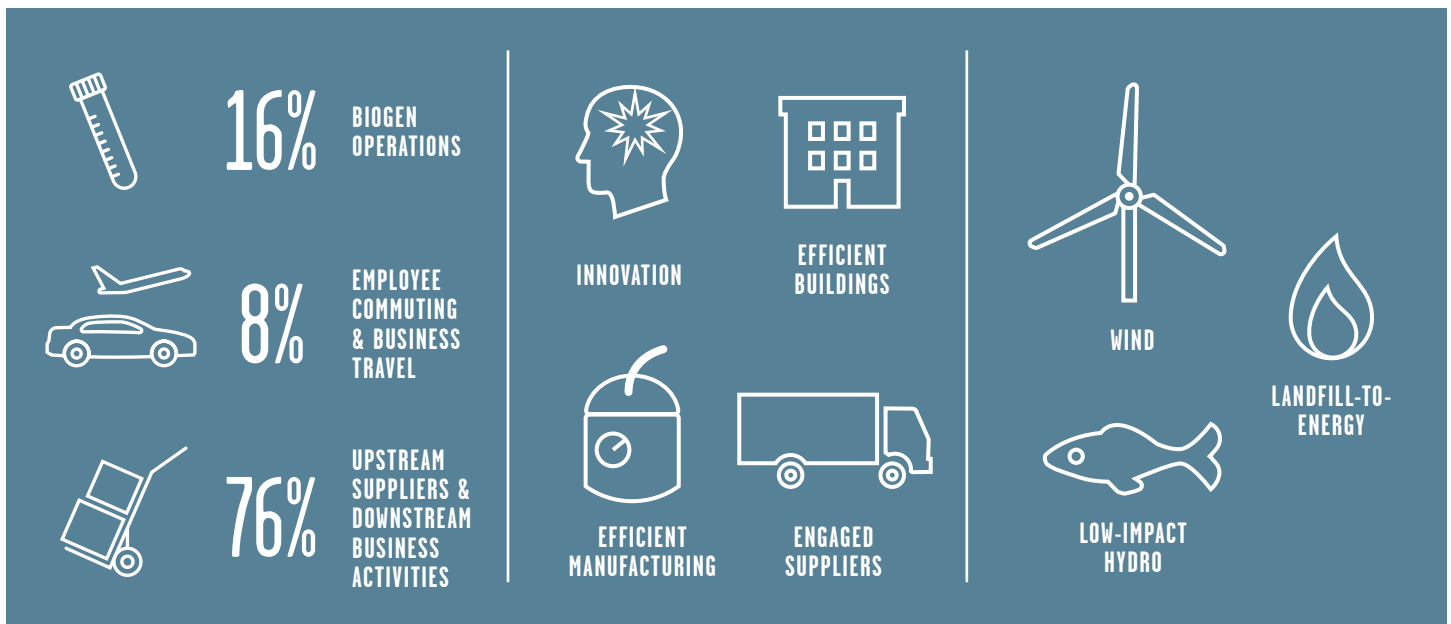 16%
BIOGEN
OPERATIONS
8%
EMPLOYEE
COMMUTING
& BUSINESS
TRAVEL
76%
UPSTREAM
SUPPLIERS &
DOWNSTREAM
BUSINESS
ACTIVITIES
INNOVATION
EFFICIENT
BUILDINGS
EFFICIENT
MANUFACTURING
ENGAGED
SUPPLIERS
WIND
LANDFILL-TO-
ENERGY
LOW-IMPACT
HYDRO